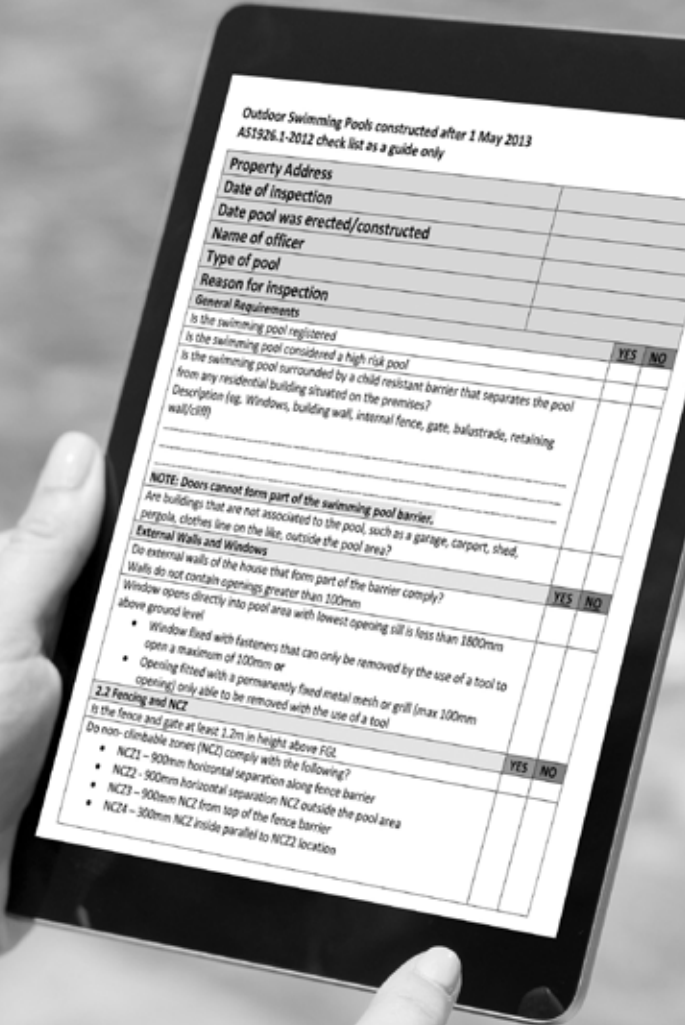 Outdoor Swimming Pools constructed after 1 May 2013
AS1926.1-2012 check list as a guide only
Property Address
Date of inspection
Date pool was erected/constructed
Name of officer
Type of pool
Reason for inspection
General Requirements YES NO
Is the swimming pool registered
Is the swimming pool considered a high risk pool
Is the swimming pool surrounded by a child resistant barrier that separates the pool
from any residential building situated on the premises?
Description (eg. Windows, building wall, internal fence, gate, balustrade, retaining
wall/cliff)
NOTE: Doors cannot form part of the swimming pool barrier.
Are buildings that are not associated to the pool, such as a garage, carport, shed,
pergola, clothes line on the like, outside the pool area?
External Walls and Windows YES NO
Do external walls of the house that form part of the barrier comply?
Walls do not contain openings greater than 100mm
Window opens directly into pool area with lowest opening sill is less than 1800mm
above ground level
• Window fixed with fasteners that can only be removed by the use of a tool to
open a maximum of 100mm or
• Opening fitted with a permanently fixed metal mesh or grill (max 100mm
opening) only able to be removed with the use of a tool
2.2 Fencing and NCZ YES NO
Is the fence and gate at least 1.2m in height above FGL
Do non- climbable zones (NCZ) comply with the following?
• NCZ1 – 900mm horizontal separation along fence barrier
• NCZ2 - 900mm horizontal separation NCZ outside the pool area
• NCZ3 – 900mm NCZ from top of the fence barrier
• NCZ4 – 300mm NCZ inside parallel to NCZ2 location